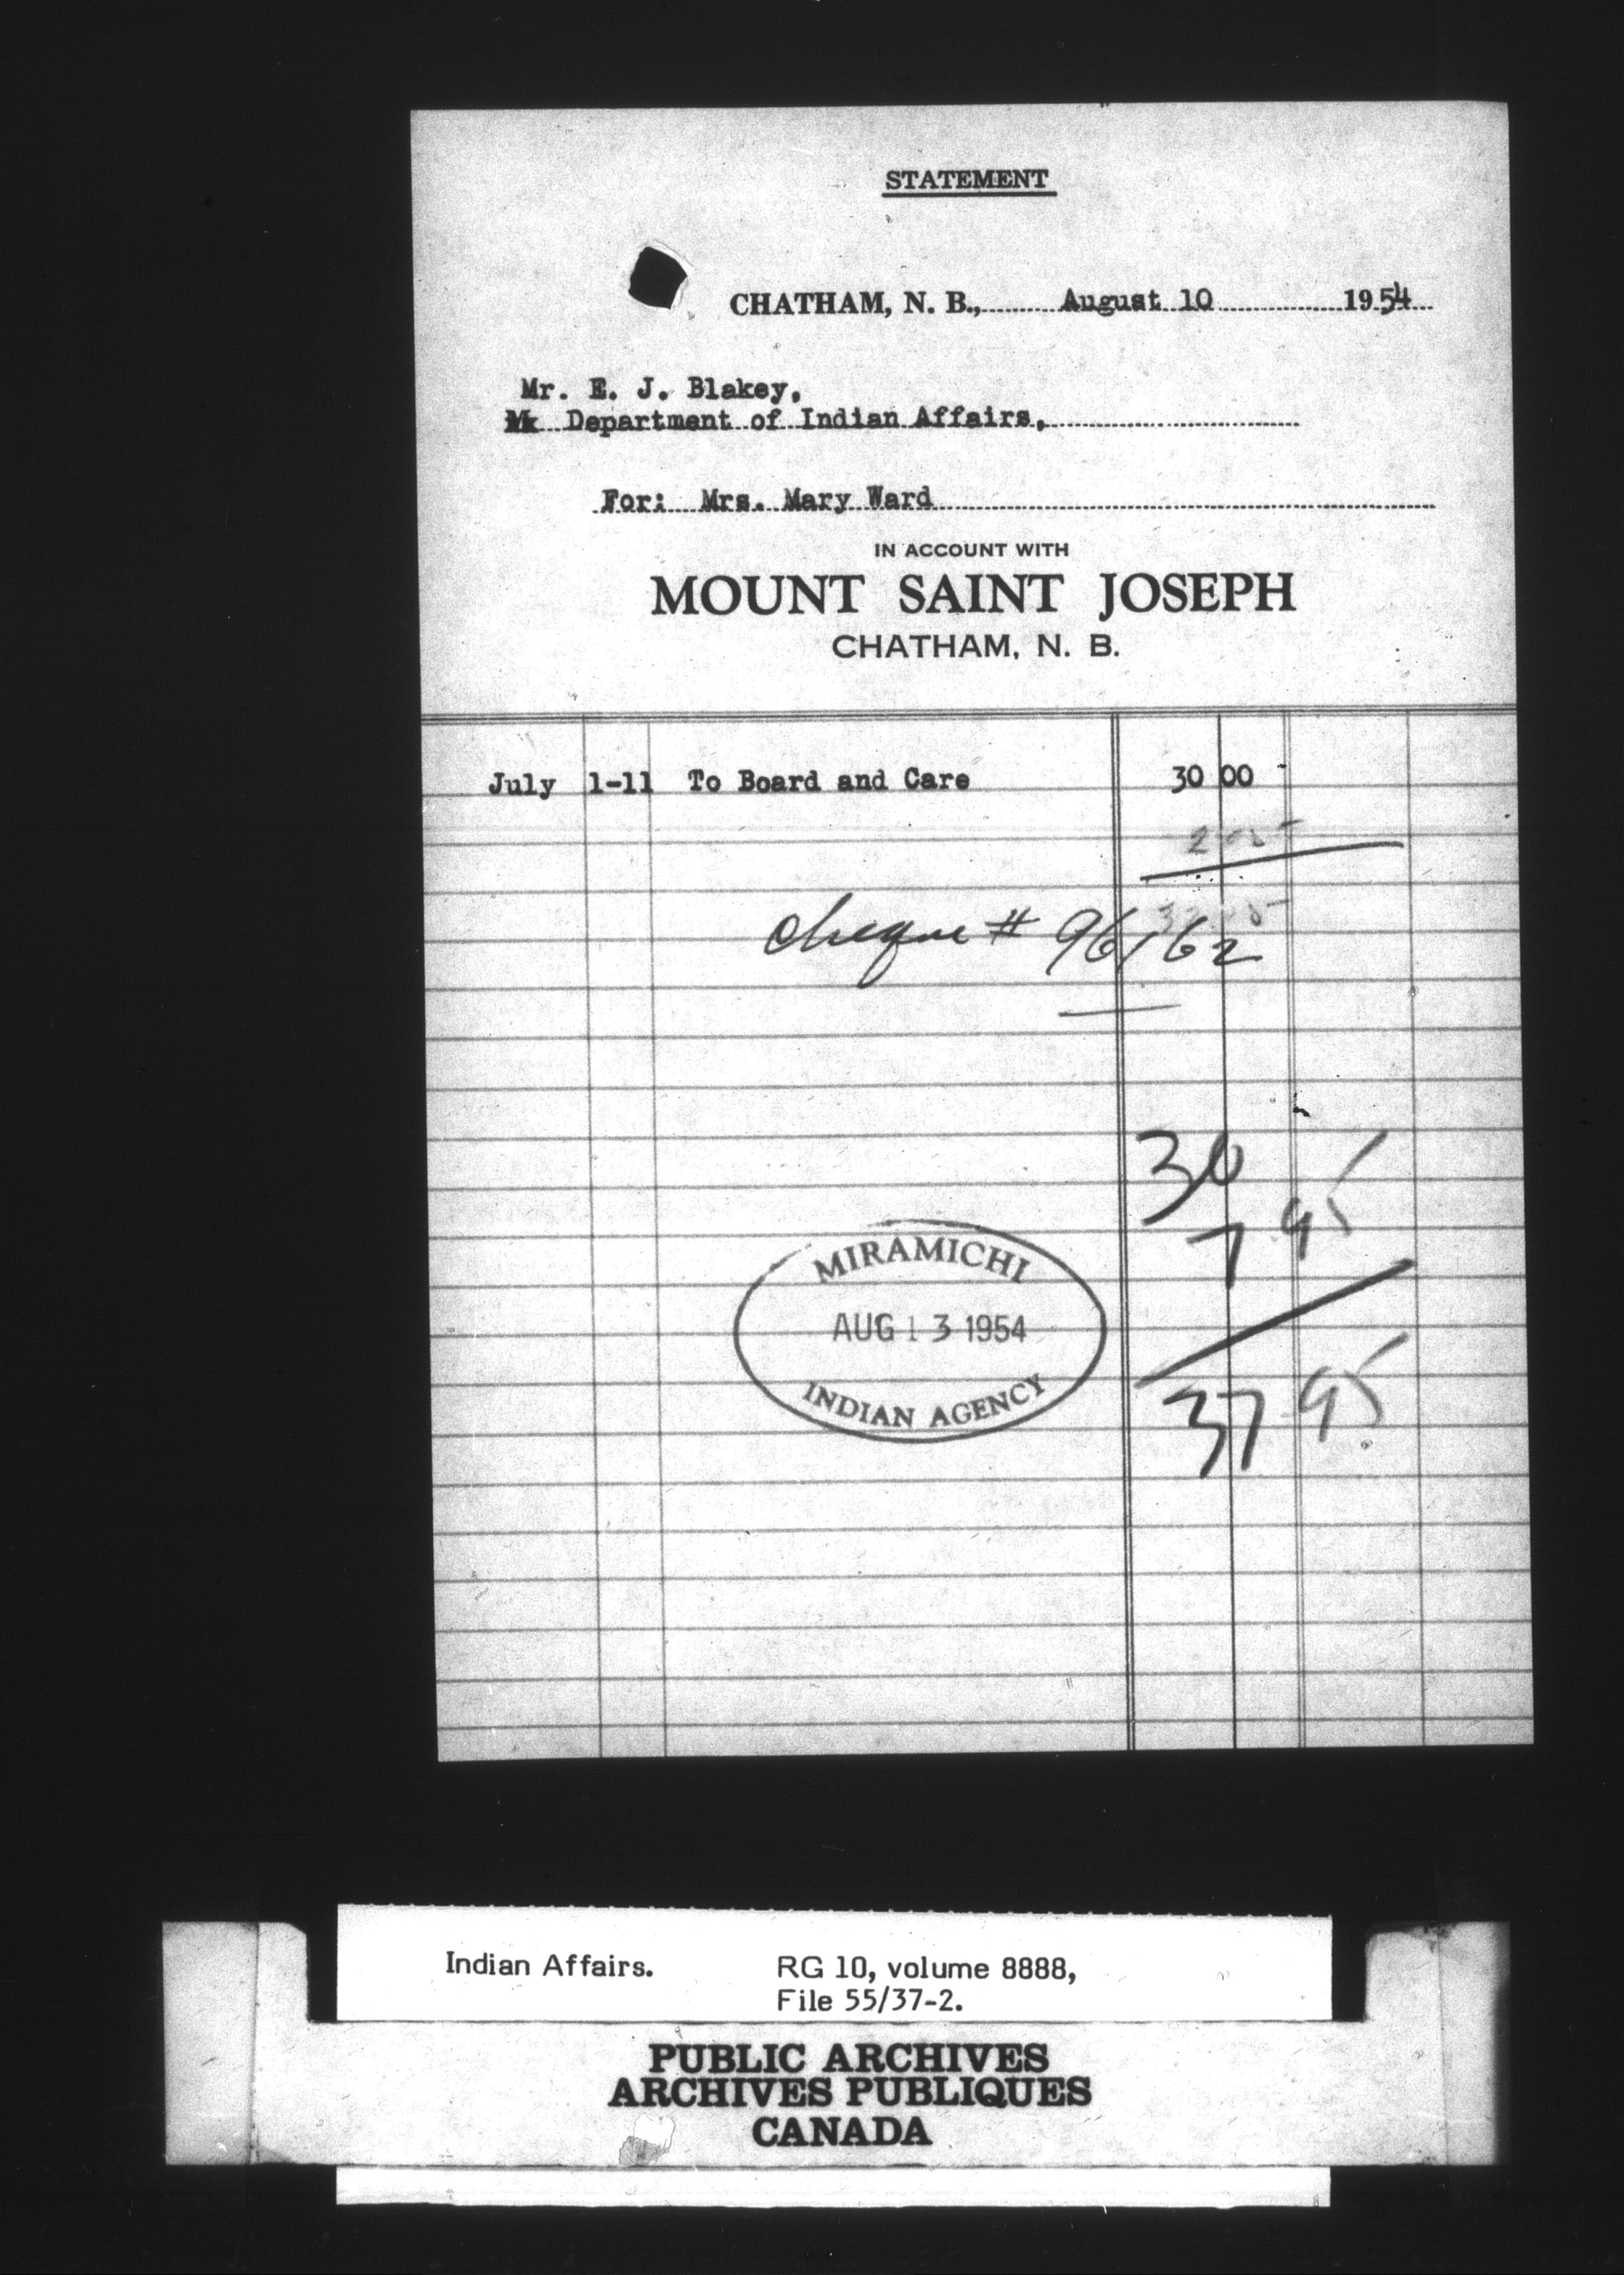 STATEMENT
CHATHAM, N. B., August 10 1954
Mr. E. J. Blakey,
Department of Indian Affairs,
For: Mrs. Mary Ward
IN ACCOUNT WITH
MOUNT SAINT JOSEPH
CHATHAM, N. B.
July 1-11 To Board and Care 30 00
cheque # 96162
30
7 95
37 95
MIRAMICHI
AUG 13 1954
INDIAN AGENCY
Indian Affairs. RG 10, volume 8888,
File 55/37-2.
PUBLIC ARCHIVES
ARCHIVES PUBLIQUES
CANADA